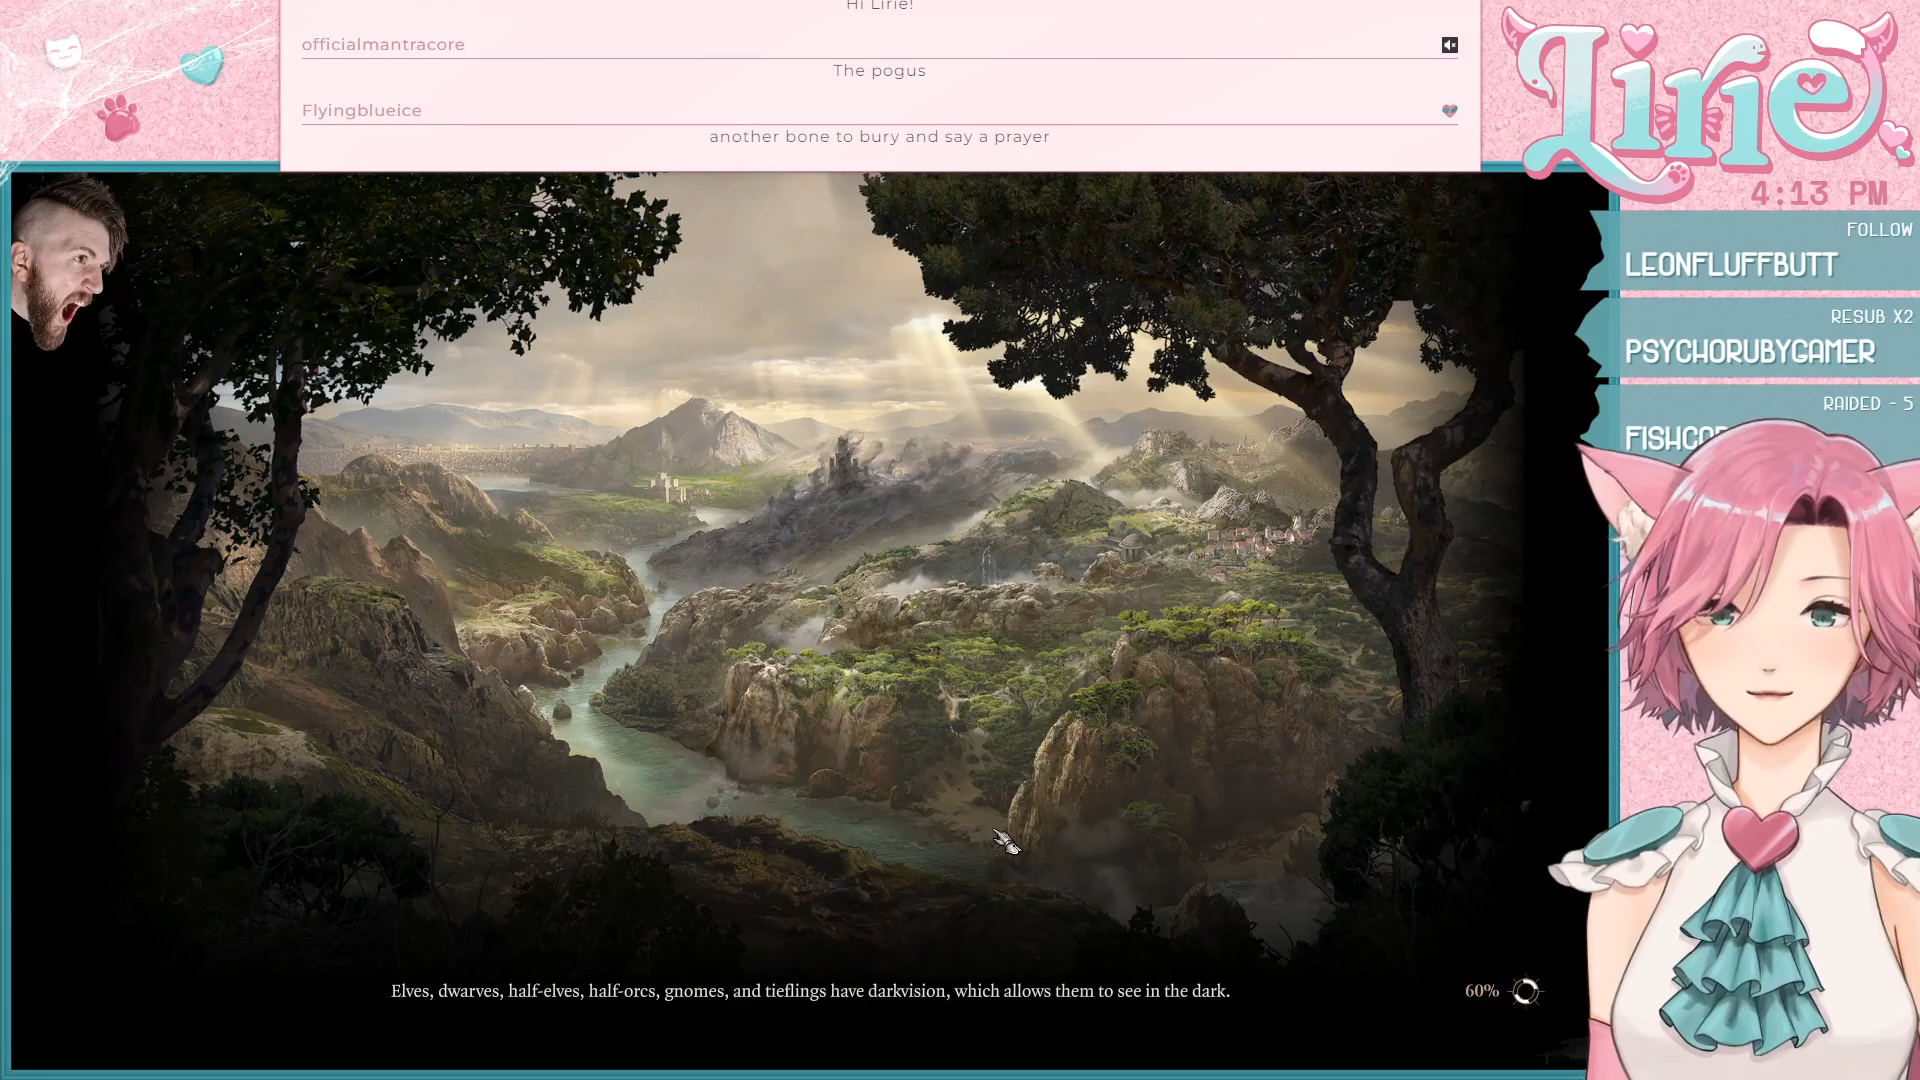 Hi Lirie!
officialmantracore
The pogus
Flyingblueice
another bone to bury and say a prayer
Lirie
4:13 PM
FOLLOW
LEONFLUFFBUTT
RESUB X2
PSYCHORUBYGAMER
RAIDED - 5
Elves, dwarves, half-elves, half-orcs, gnomes, and tieflings have darkvision, which allows them to see in the dark.
60%